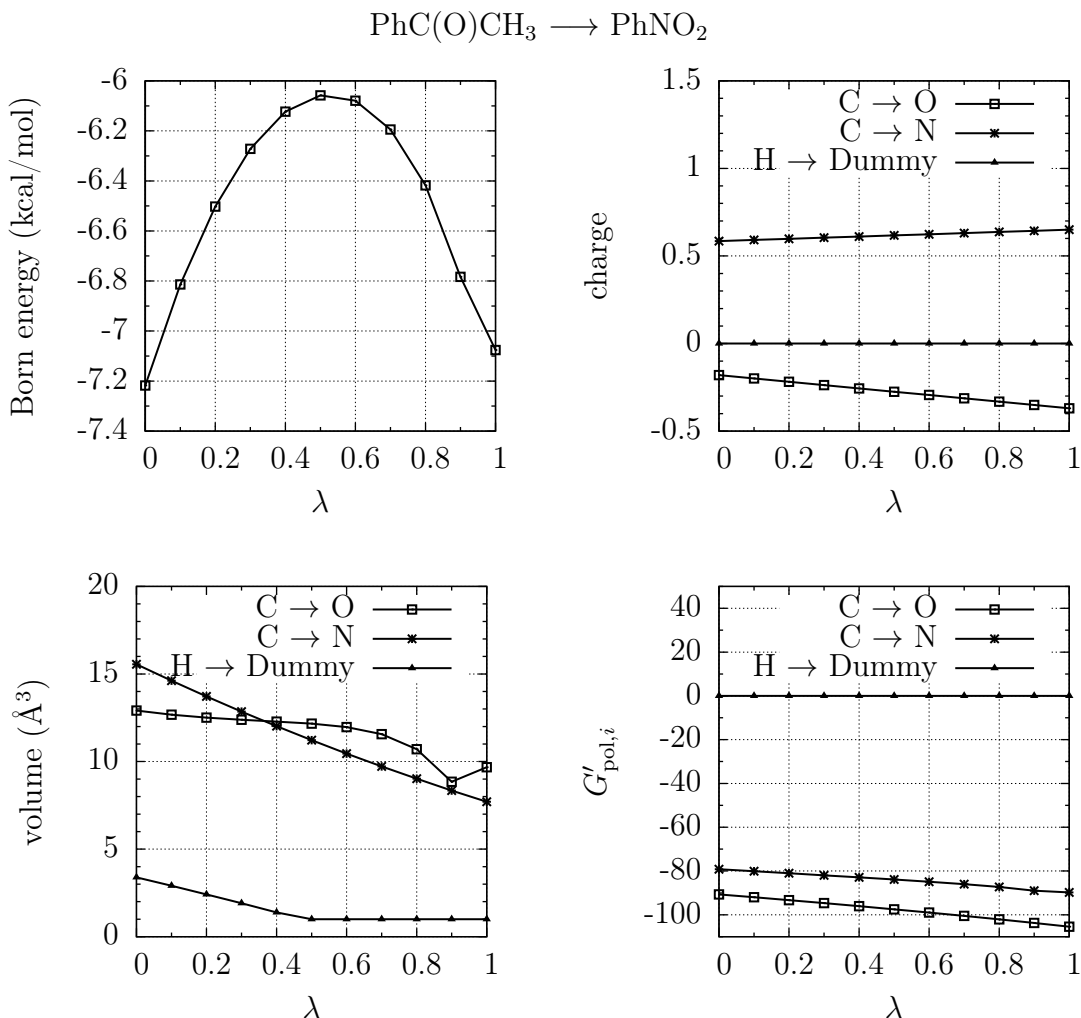 PhC(O)CH₃ ⟶ PhNO₂
Born energy (kcal/mol)
-6
-6.2
-6.4
-6.6
-6.8
-7
-7.2
-7.4
0 0.2 0.4 0.6 0.8 1
λ
charge
1.5
1
0.5
0
-0.5
C → O
C → N
H → Dummy
0 0.2 0.4 0.6 0.8 1
λ
volume (Å³)
20
15
10
5
0
C → O
C → N
H → Dummy
0 0.2 0.4 0.6 0.8 1
λ
G′pol,i
40
20
0
-20
-40
-60
-80
-100
C → O
C → N
H → Dummy
0 0.2 0.4 0.6 0.8 1
λ